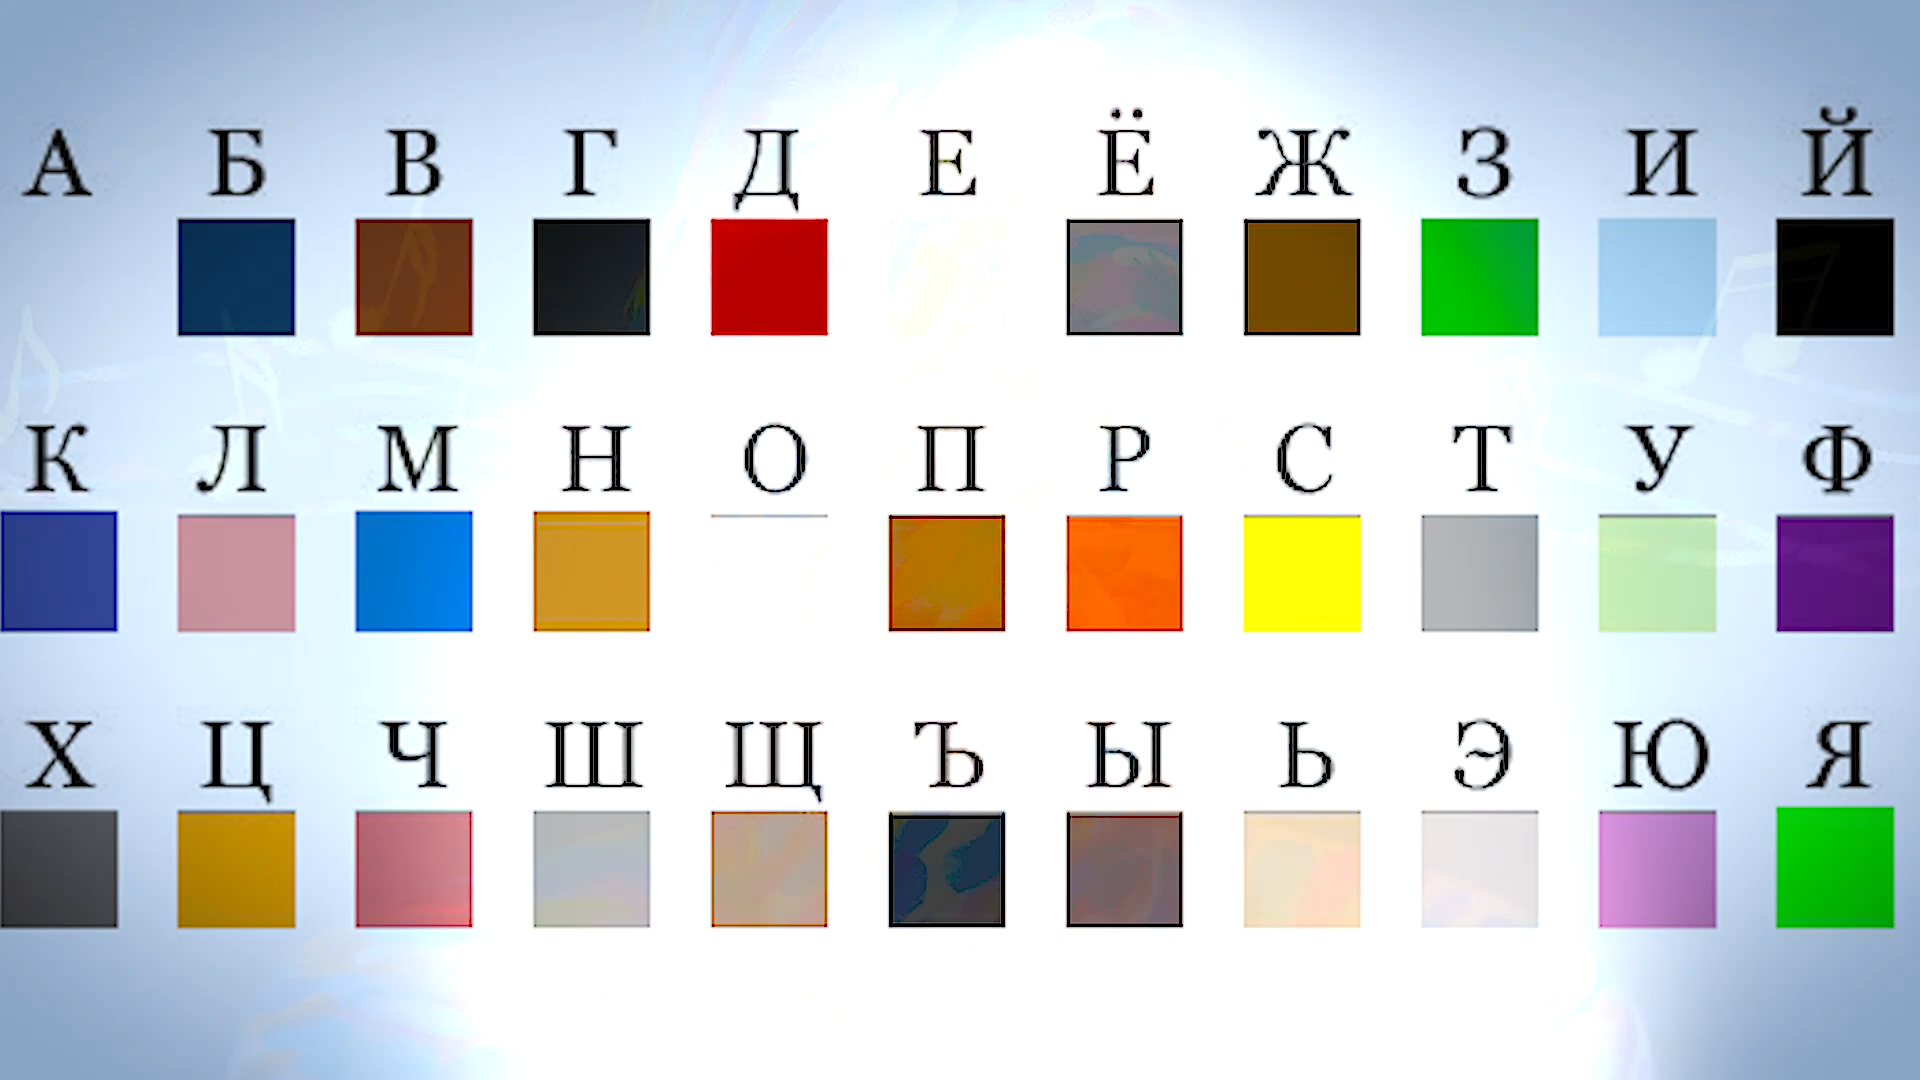 А Б В Г Д Е Ё Ж З И Й
К Л М Н О П Р С Т У Ф
Х Ц Ч Ш Щ Ъ Ы Ь Э Ю Я